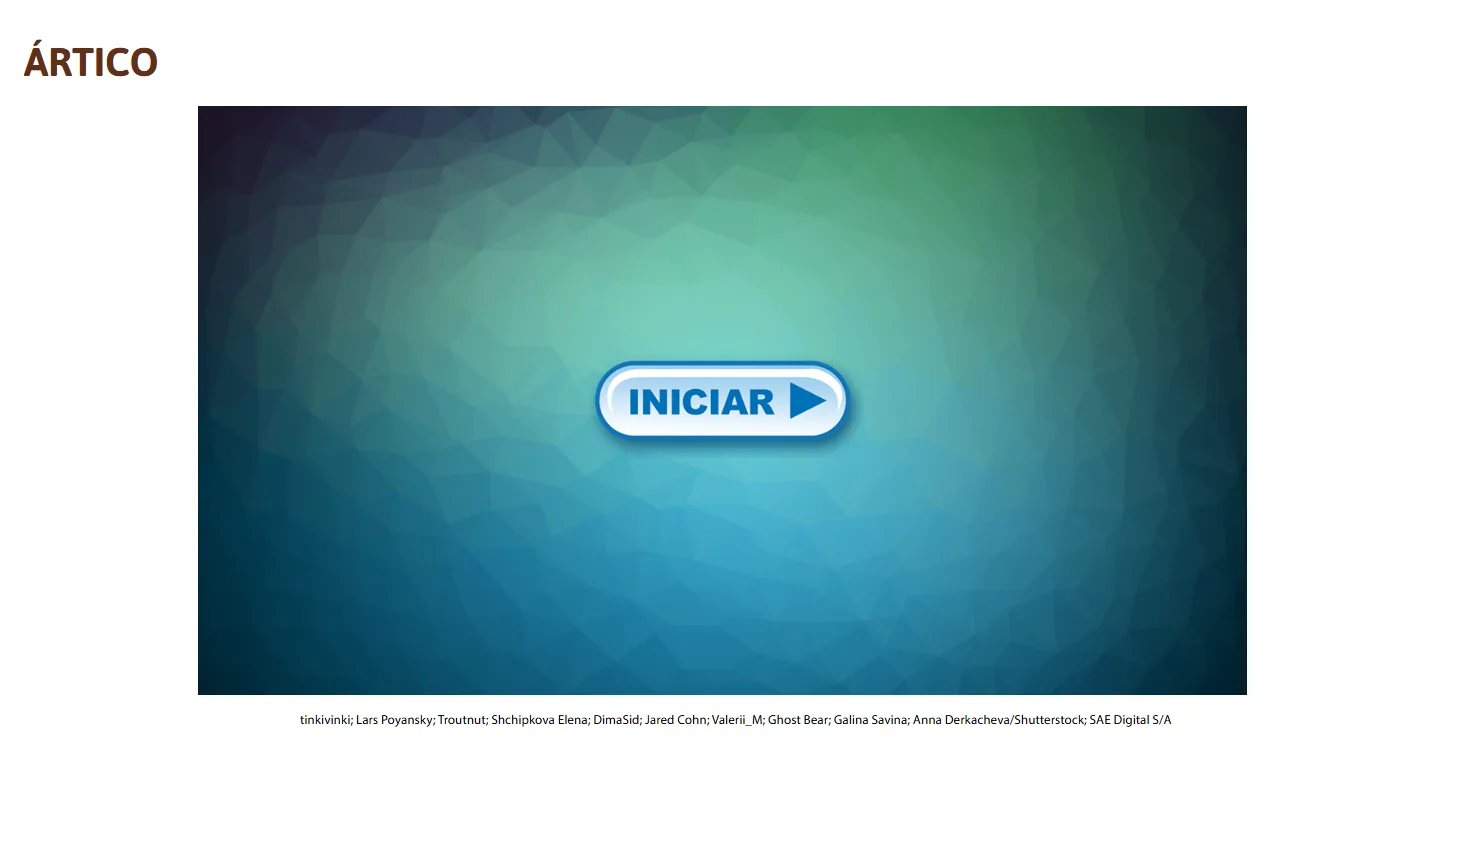 ÁRTICO
INICIAR
tinkivinki; Lars Poyansky; Troutnut; Shchipkova Elena; DimaSid; Jared Cohn; Valerii_M; Ghost Bear; Galina Savina; Anna Derkacheva/Shutterstock; SAE Digital S/A